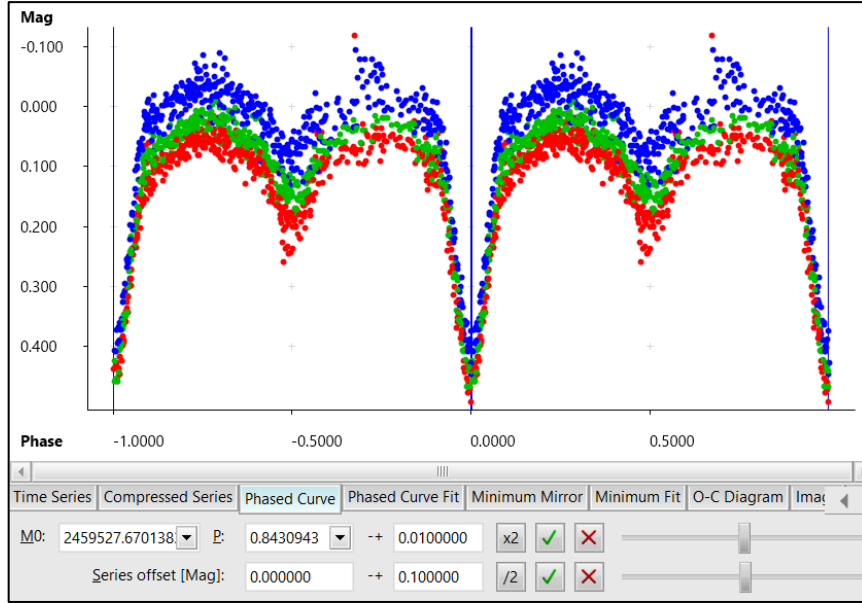 Mag
-0.100
0.000
0.100
0.200
0.300
0.400
Phase -1.0000 -0.5000 0.0000 0.5000
Time Series Compressed Series Phased Curve Phased Curve Fit Minimum Mirror Minimum Fit O-C Diagram Imag
M0: 2459527.670138 P: 0.8430943 -+ 0.0100000 x2
Series offset [Mag]: 0.000000 -+ 0.100000 /2